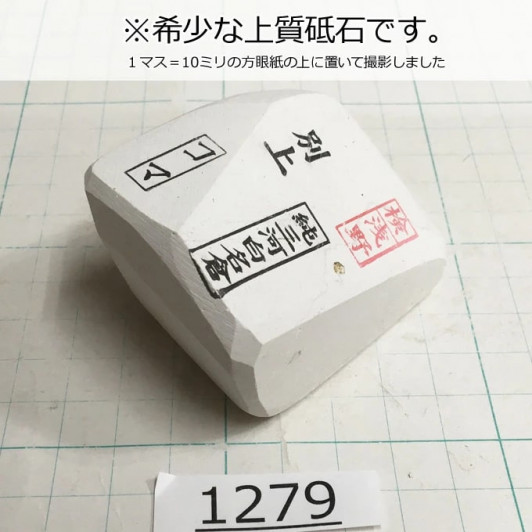 ※希少な上質砥石です。
１マス＝10ミリの方眼紙の上に置いて撮影しました
コマ
別上
純三河白名倉
検浅野
1279